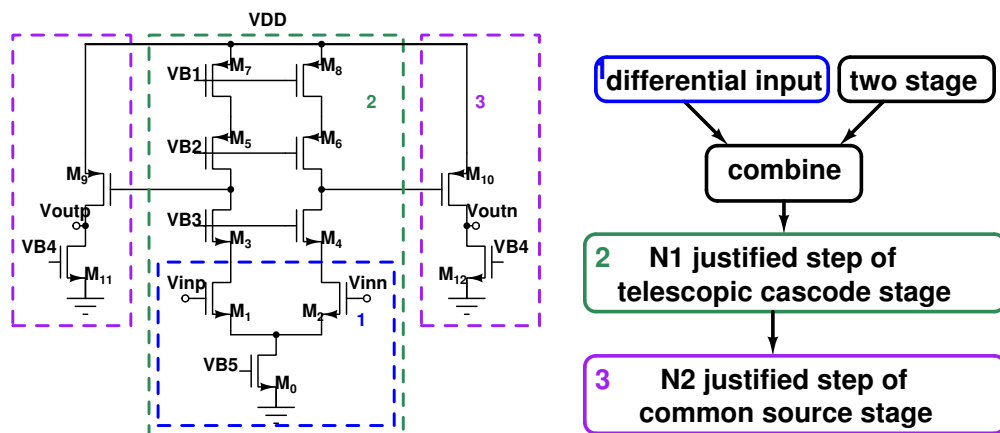 VDD
M7
M8
VB1
2
3
M5
M6
VB2
M9
M10
Voutp
VB3
Voutn
VB4
M3
M4
VB4
M11
M12
Vinp
Vinn
M1
M2
1
VB5
M0
1
differential input
two stage
combine
2
N1 justified step of
telescopic cascode stage
3
N2 justified step of
common source stage